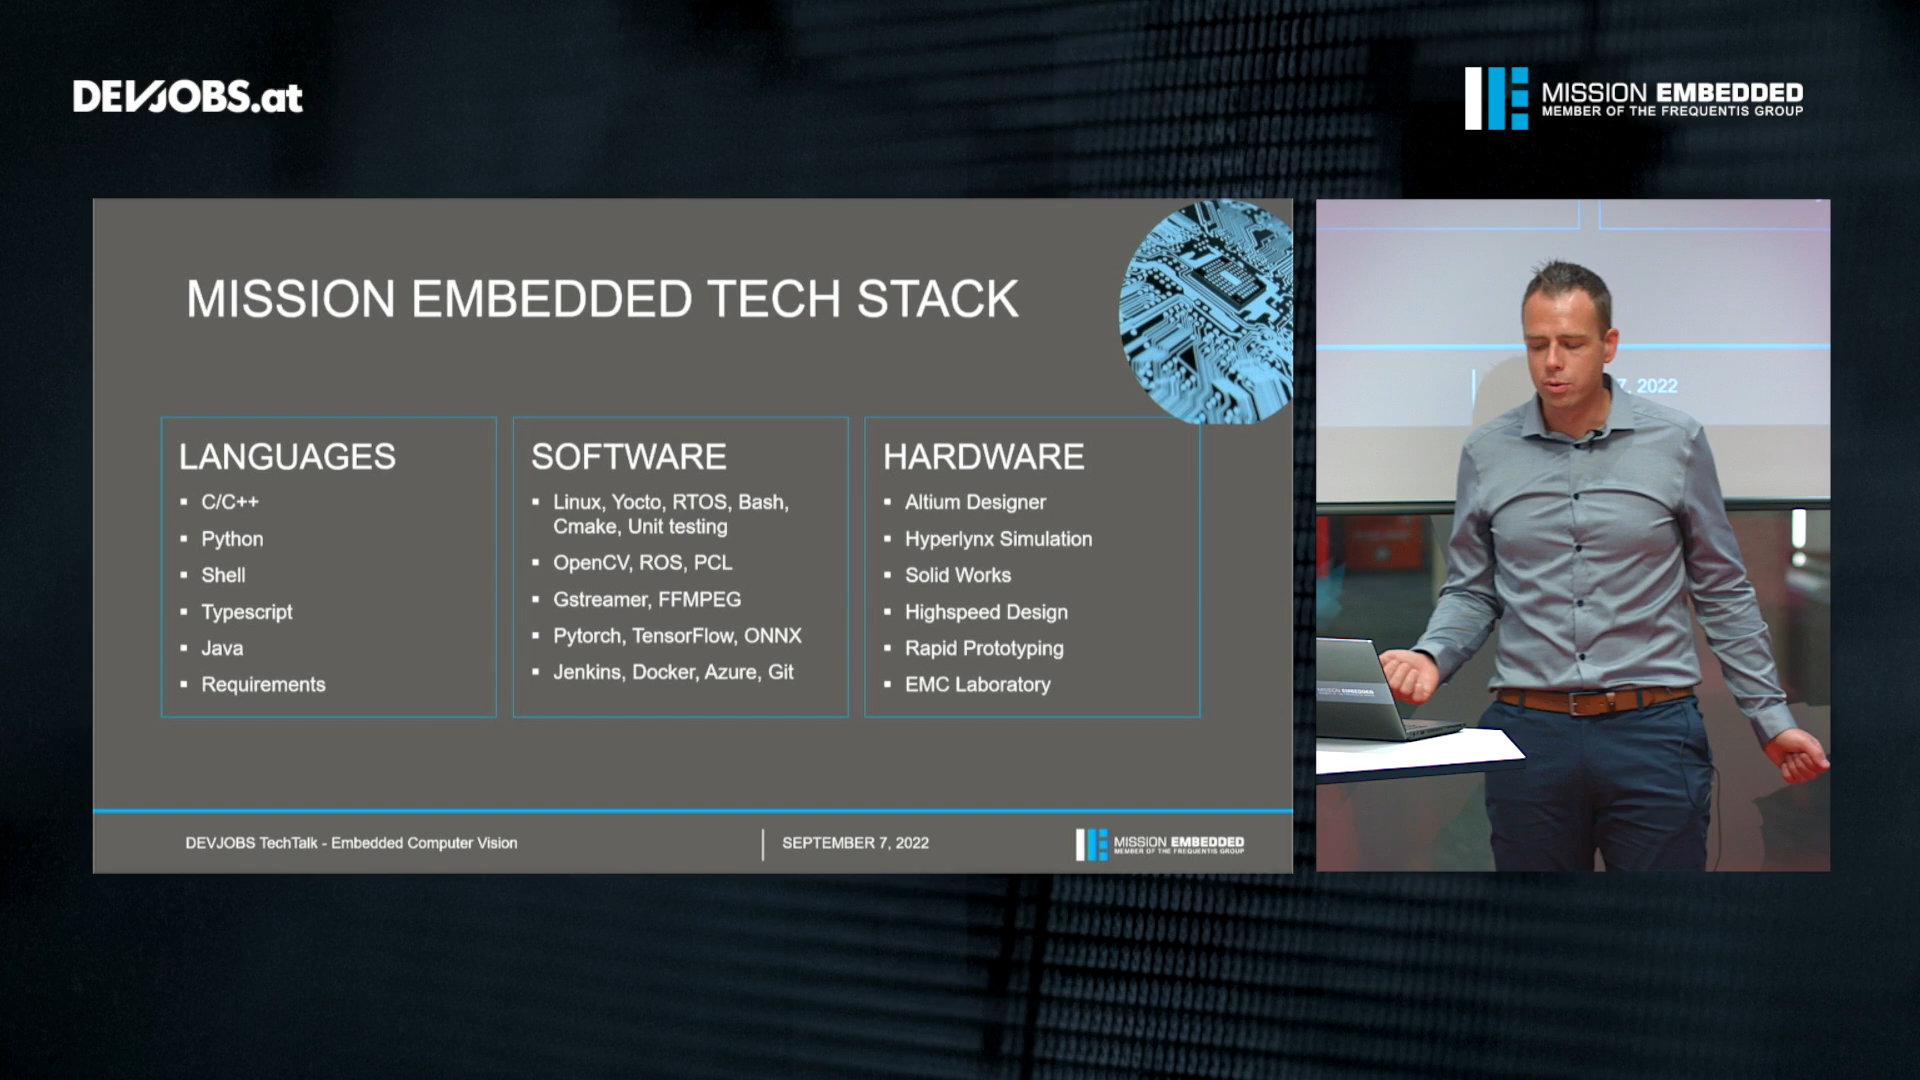 DEVJOBS.at
MISSION EMBEDDED
MEMBER OF THE FREQUENTIS GROUP
MISSION EMBEDDED TECH STACK
LANGUAGES
▪ C/C++
▪ Python
▪ Shell
▪ Typescript
▪ Java
▪ Requirements
SOFTWARE
▪ Linux, Yocto, RTOS, Bash,
Cmake, Unit testing
▪ OpenCV, ROS, PCL
▪ Gstreamer, FFMPEG
▪ Pytorch, TensorFlow, ONNX
▪ Jenkins, Docker, Azure, Git
HARDWARE
▪ Altium Designer
▪ Hyperlynx Simulation
▪ Solid Works
▪ Highspeed Design
▪ Rapid Prototyping
▪ EMC Laboratory
DEVJOBS TechTalk - Embedded Computer Vision
SEPTEMBER 7, 2022
MISSION EMBEDDED
MEMBER OF THE FREQUENTIS GROUP
7, 2022
MISSION EMBEDDED